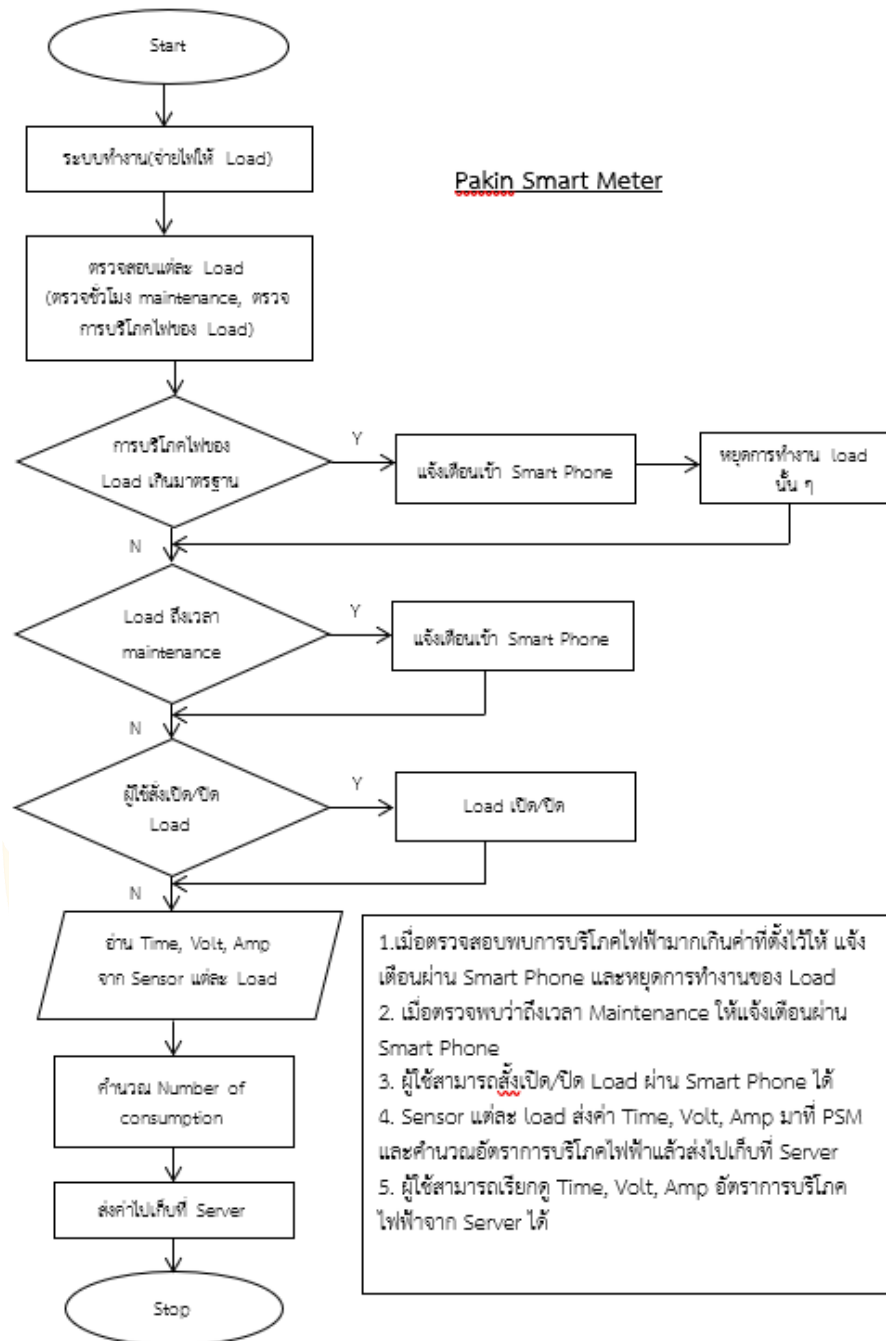 Start
ระบบทำงาน(จ่ายไฟให้ Load)
Pakin Smart Meter
ตรวจสอบแต่ละ Load
(ตรวจชั่วโมง maintenance, ตรวจ
การบริโภคไฟของ Load)
การบริโภคไฟของ
Load เกินมาตรฐาน
Y
แจ้งเตือนเข้า Smart Phone
หยุดการทำงาน load
นั้น ๆ
N
Load ถึงเวลา
maintenance
Y
แจ้งเตือนเข้า Smart Phone
N
ผู้ใช้สั่งเปิด/ปิด
Load
Y
Load เปิด/ปิด
N
อ่าน Time, Volt, Amp
จาก Sensor แต่ละ Load
คำนวณ Number of
consumption
ส่งค่าไปเก็บที่ Server
Stop
1.เมื่อตรวจสอบพบการบริโภคไฟฟ้ามากเกินค่าที่ตั้งไว้ให้ แจ้ง
เตือนผ่าน Smart Phone และหยุดการทำงานของ Load
2. เมื่อตรวจพบว่าถึงเวลา Maintenance ให้แจ้งเตือนผ่าน
Smart Phone
3. ผู้ใช้สามารถสั้งเปิด/ปิด Load ผ่าน Smart Phone ได้
4. Sensor แต่ละ load ส่งค่า Time, Volt, Amp มาที่ PSM
และคำนวณอัตราการบริโภคไฟฟ้าแล้วส่งไปเก็บที่ Server
5. ผู้ใช้สามารถเรียกดู Time, Volt, Amp อัตราการบริโภค
ไฟฟ้าจาก Server ได้